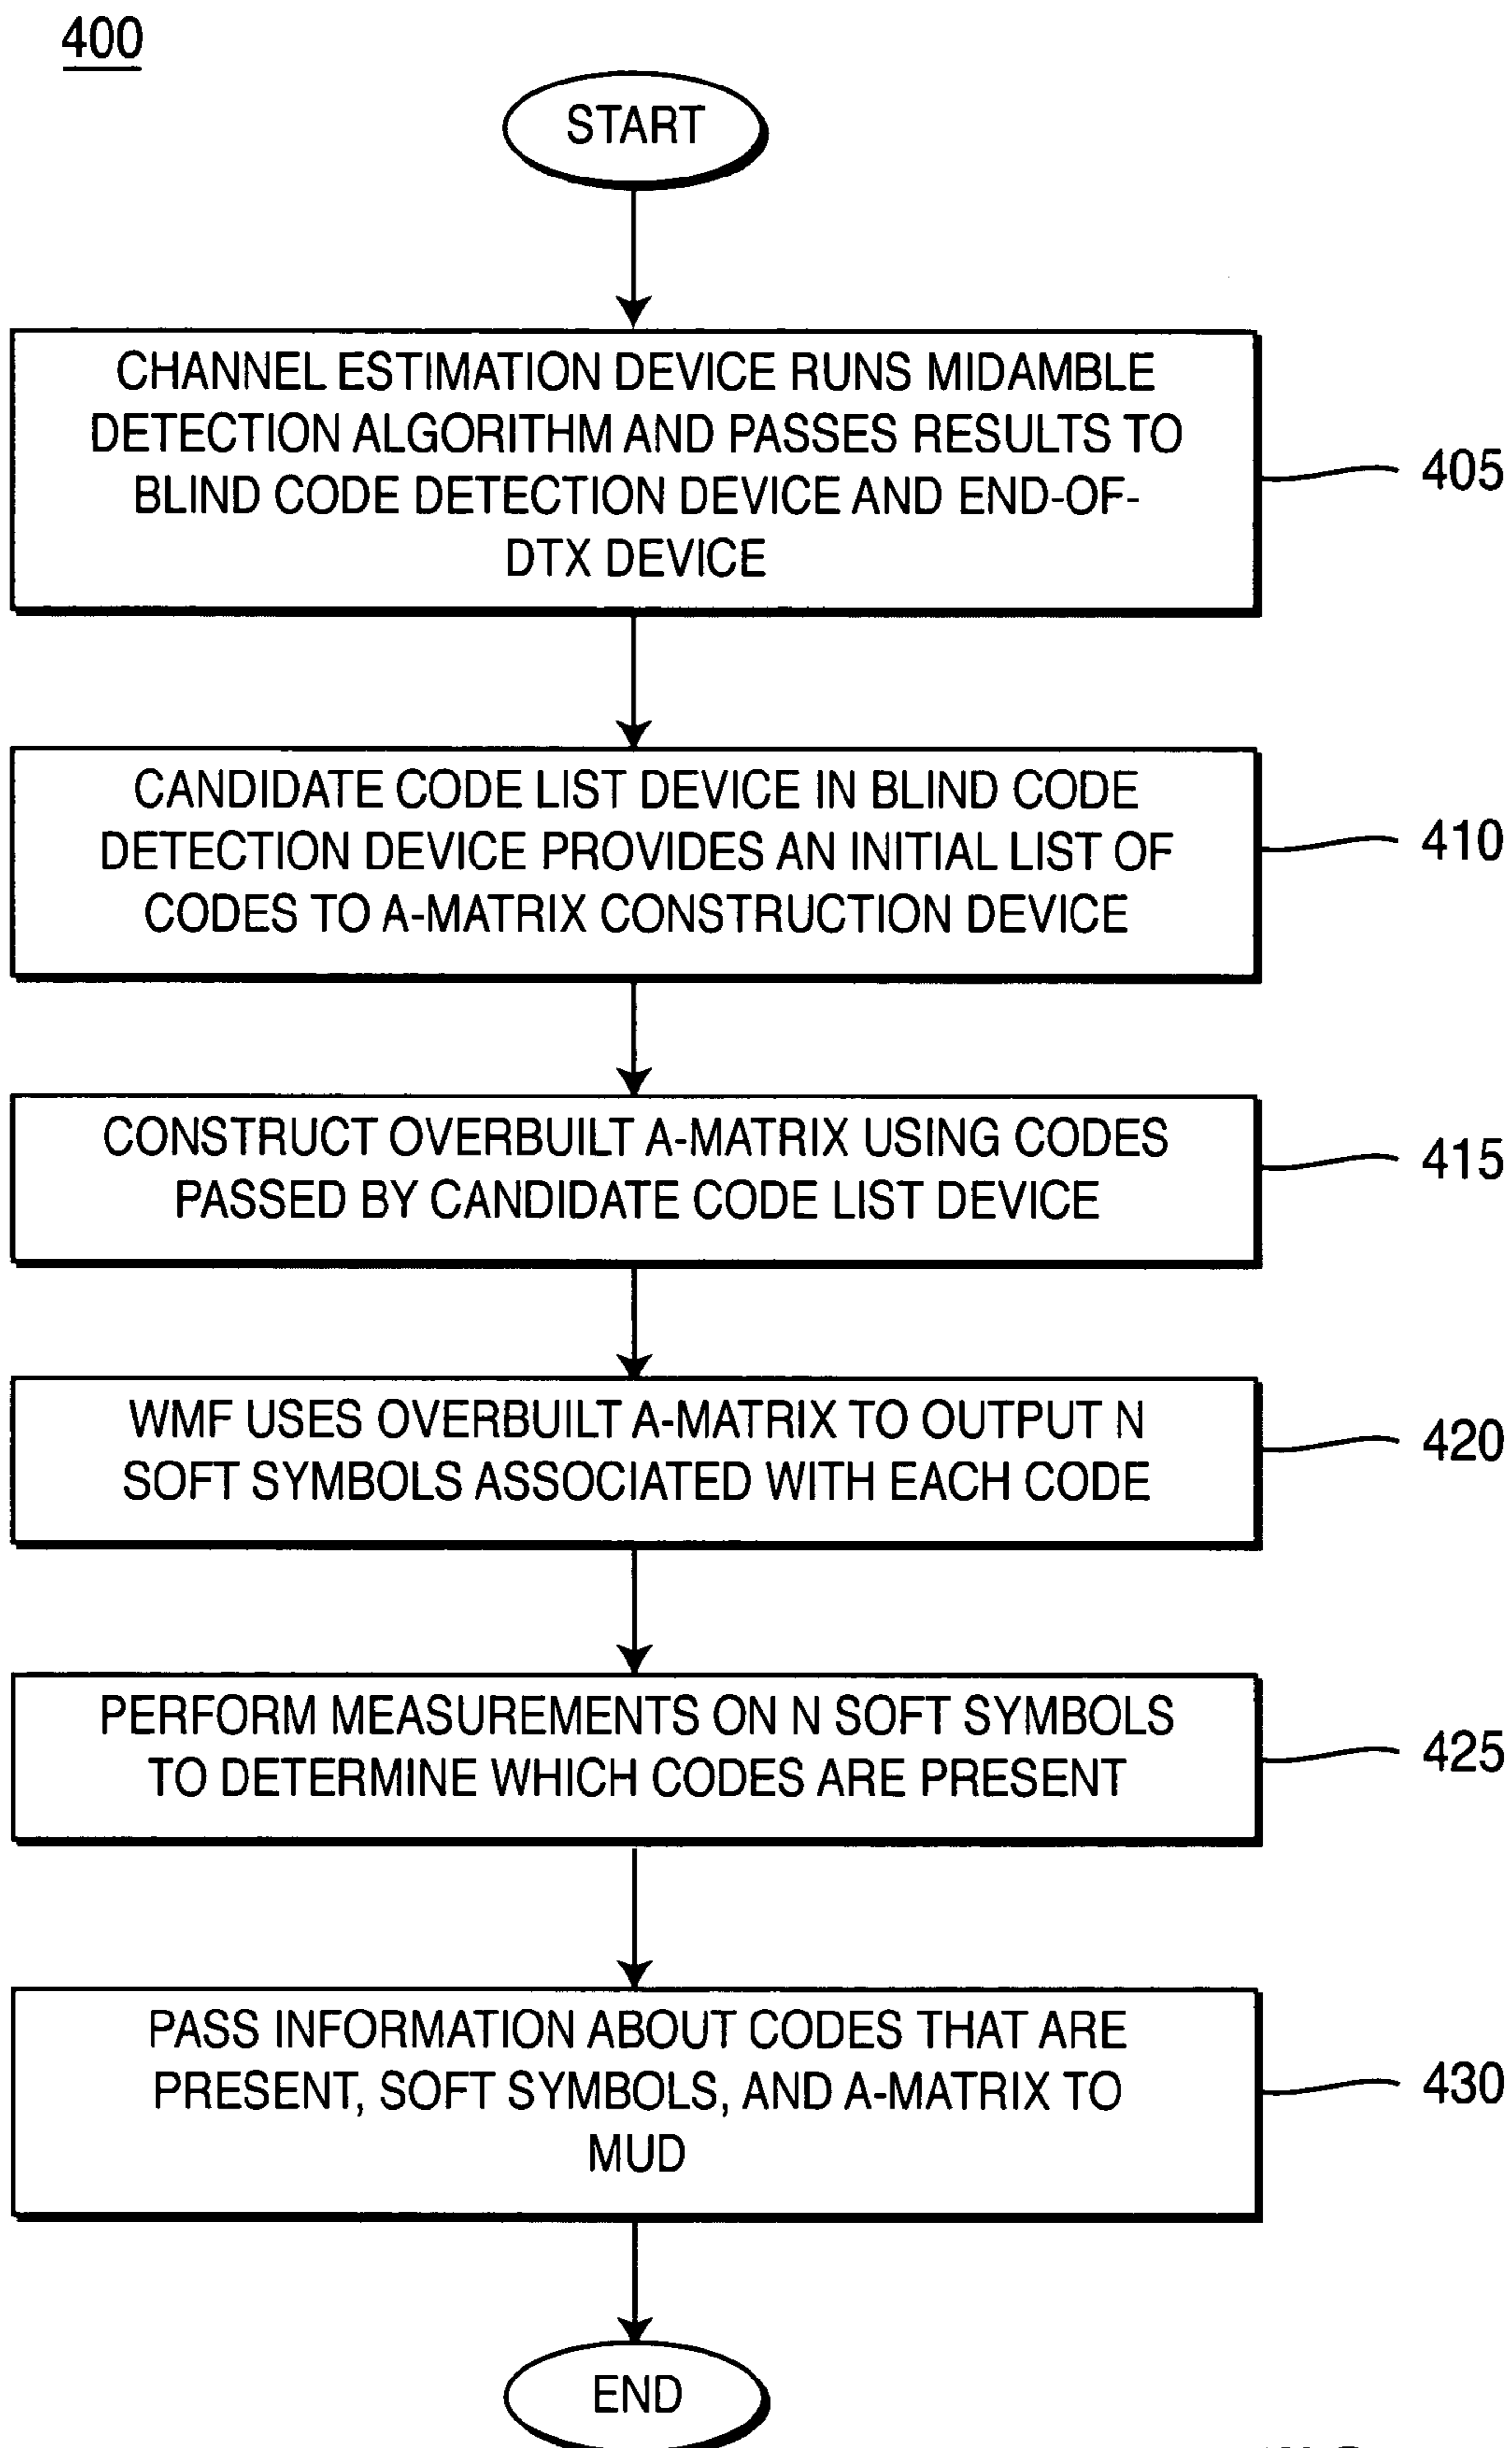 400
START
CHANNEL ESTIMATION DEVICE RUNS MIDAMBLE
DETECTION ALGORITHM AND PASSES RESULTS TO
BLIND CODE DETECTION DEVICE AND END-OF-
DTX DEVICE
405
CANDIDATE CODE LIST DEVICE IN BLIND CODE
DETECTION DEVICE PROVIDES AN INITIAL LIST OF
CODES TO A-MATRIX CONSTRUCTION DEVICE
410
CONSTRUCT OVERBUILT A-MATRIX USING CODES
PASSED BY CANDIDATE CODE LIST DEVICE
415
WMF USES OVERBUILT A-MATRIX TO OUTPUT N
SOFT SYMBOLS ASSOCIATED WITH EACH CODE
420
PERFORM MEASUREMENTS ON N SOFT SYMBOLS
TO DETERMINE WHICH CODES ARE PRESENT
425
PASS INFORMATION ABOUT CODES THAT ARE
PRESENT, SOFT SYMBOLS, AND A-MATRIX TO
MUD
430
END